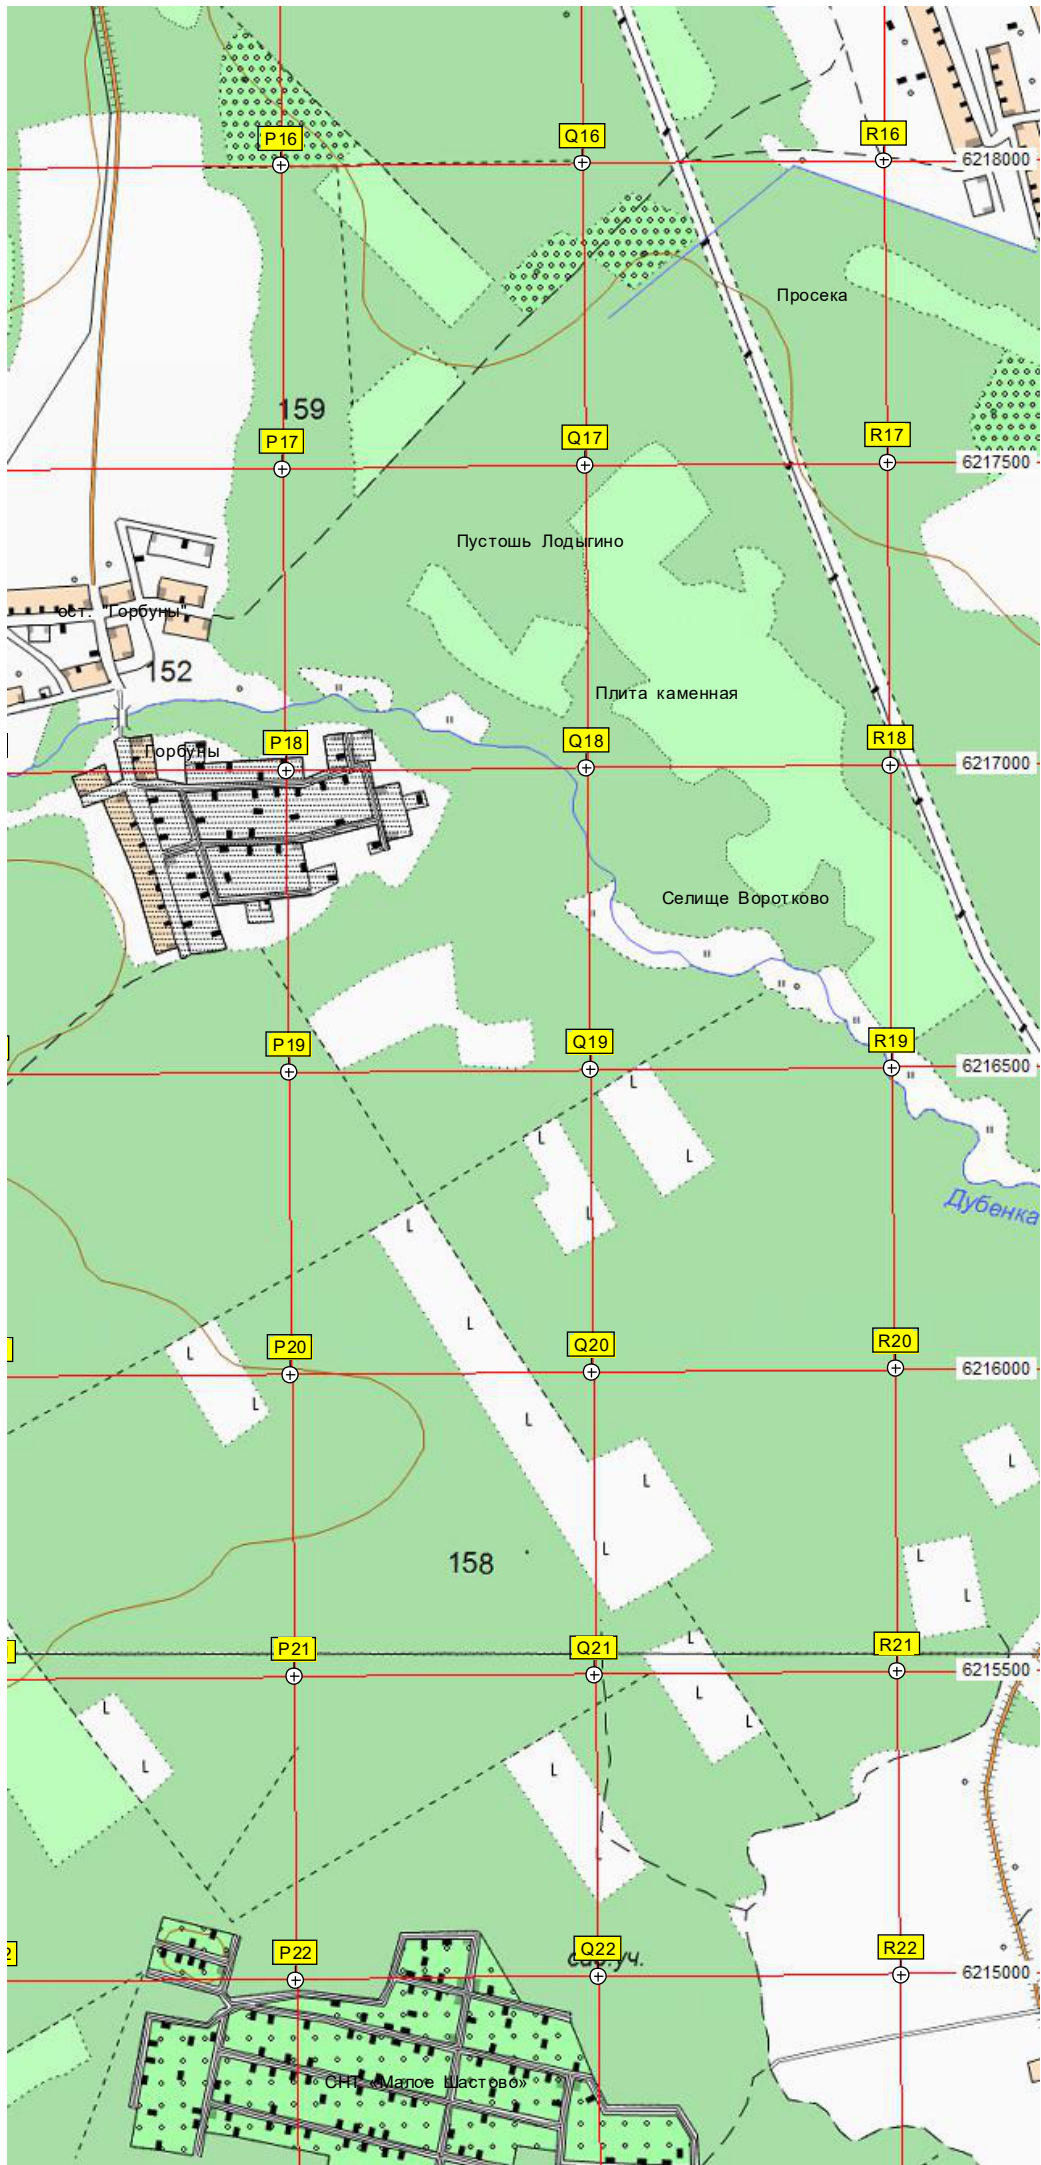 P16
Q16
R16
6218000
Просека
159
P17
Q17
R17
6217500
Пустошь Лодыгино
ост. "Горбуны"
152
Плита каменная
Горбуны
P18
Q18
R18
6217000
Селище Воротково
P19
Q19
R19
6216500
Дубенка
P20
Q20
R20
6216000
158
P21
Q21
R21
6215500
P22
Q22
R22
6215000
СНТ «Малое Шастово»